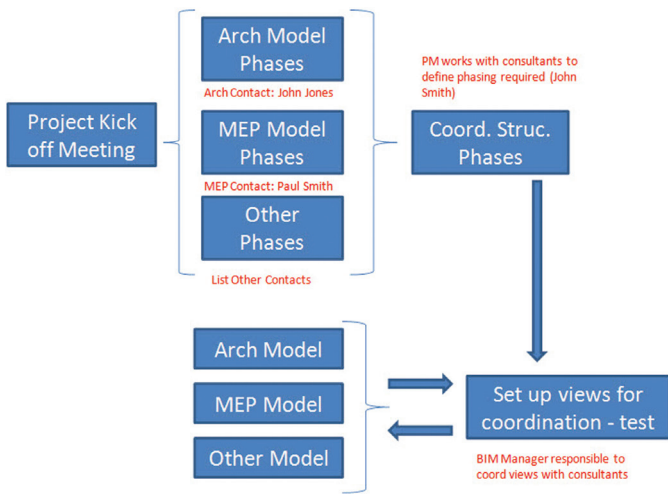 Project Kick
off Meeting
Arch Model
Phases
Arch Contact: John Jones
MEP Model
Phases
MEP Contact: Paul Smith
Other
Phases
List Other Contacts
PM works with consultants to
define phasing required (John
Smith)
Coord. Struc.
Phases
Arch Model
MEP Model
Other Model
Set up views for
coordination - test
BIM Manager responsible to
coord views with consultants